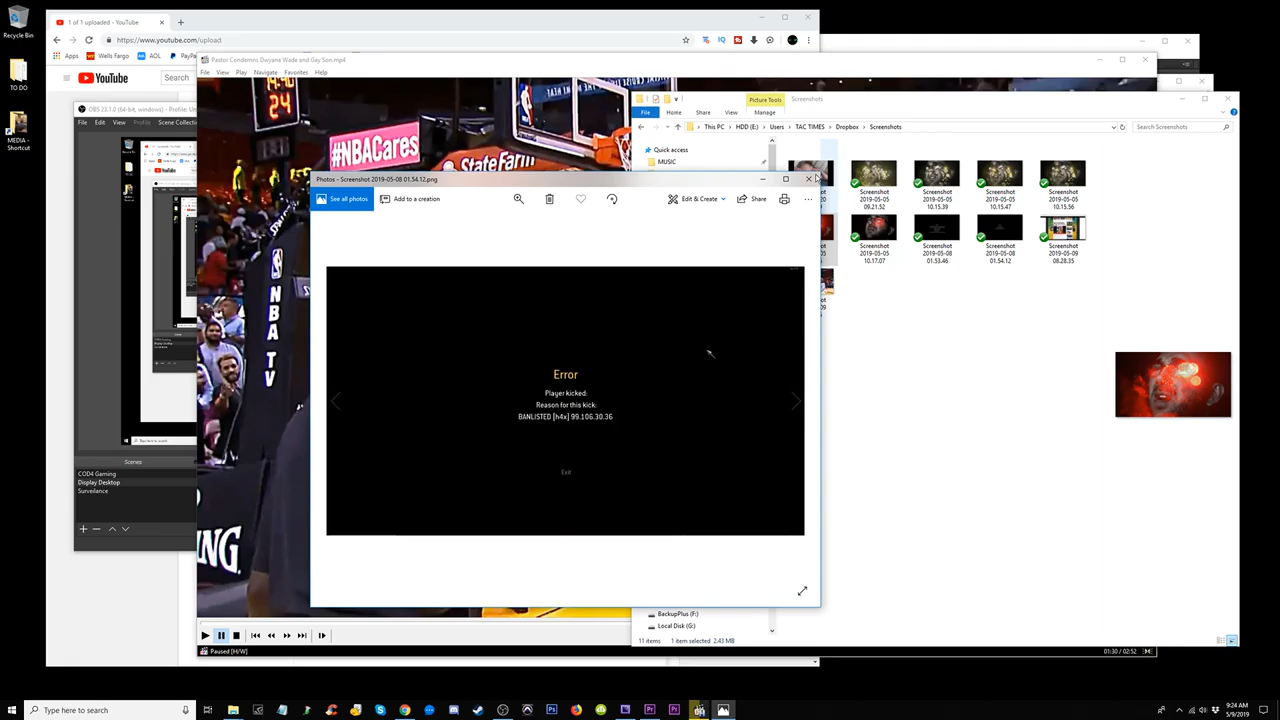 Recycle Bin
TO DO
MEDIA -
Shortcut
1 of 1 uploaded - YouTube
https://www.youtube.com/upload
Apps
Wells Fargo
AOL
PayPa
YouTube
Search
OBS 23.1.0 (64-bit, windows) - Profile: Un
File
Edit
View
Profile
Scene Collectio
Scenes
COD4 Gaming
Display Desktop
Surveilance
Pastor Condemns Dwyane Wade and Gay Son.mp4
File
View
Play
Navigate
Favorites
Help
24
#NBACares
State Farm
NBA TV
Paused [H/W]
01:30 / 02:52
Photos - Screenshot 2019-05-08 01.54.12.png
See all photos
Add to a creation
Edit & Create
Share
Error
Player kicked:
Reason for this kick:
BANLISTED [h4x] 99.106.30.36
Exit
Picture Tools
Screenshots
File
Home
Share
View
Manage
This PC
HDD (E:)
Users
TAC TIMES
Dropbox
Screenshots
Search Screenshots
Quick access
MUSIC
Screenshot
2019-05-05
09.21.52
Screenshot
2019-05-05
10.15.39
Screenshot
2019-05-05
10.15.47
Screenshot
2019-05-05
10.15.56
Screenshot
2019-05-05
10.17.07
Screenshot
2019-05-08
01.53.46
Screenshot
2019-05-08
01.54.12
Screenshot
2019-05-09
08.28.35
BackupPlus (F:)
Local Disk (G:)
11 items
1 item selected 2.43 MB
Type here to search
9:24 AM
5/9/2019